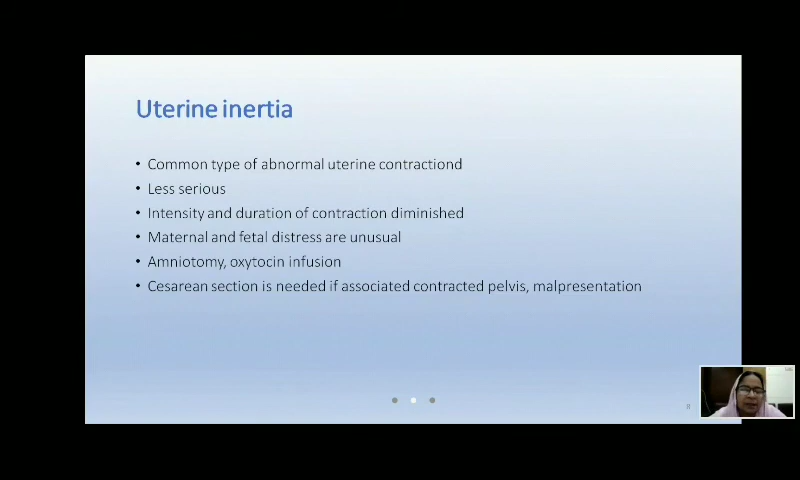 Uterine inertia
• Common type of abnormal uterine contractiond
• Less serious
• Intensity and duration of contraction diminished
• Maternal and fetal distress are unusual
• Amniotomy, oxytocin infusion
• Cesarean section is needed if associated contracted pelvis, malpresentation
8